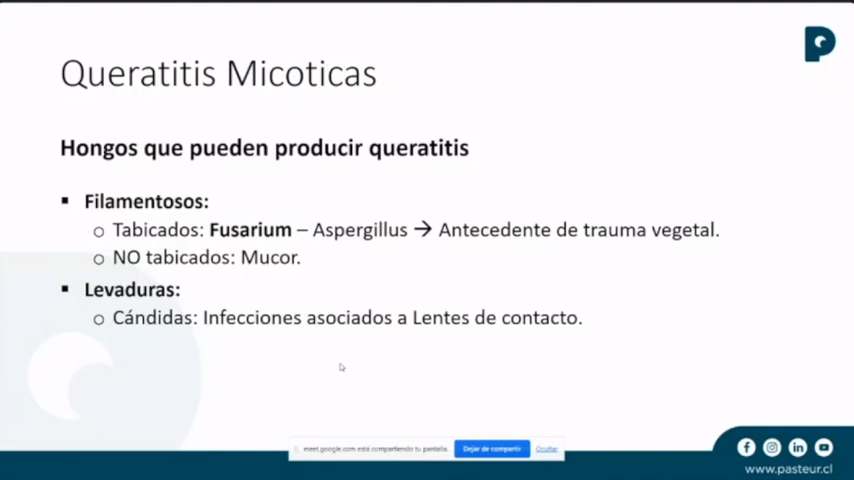 Queratitis Micoticas
Hongos que pueden producir queratitis
▪ Filamentosos:
o Tabicados: Fusarium – Aspergillus → Antecedente de trauma vegetal.
o NO tabicados: Mucor.
▪ Levaduras:
o Cándidas: Infecciones asociados a Lentes de contacto.
meet.google.com está compartiendo tu pantalla. Dejar de compartir Ocultar
www.pasteur.cl